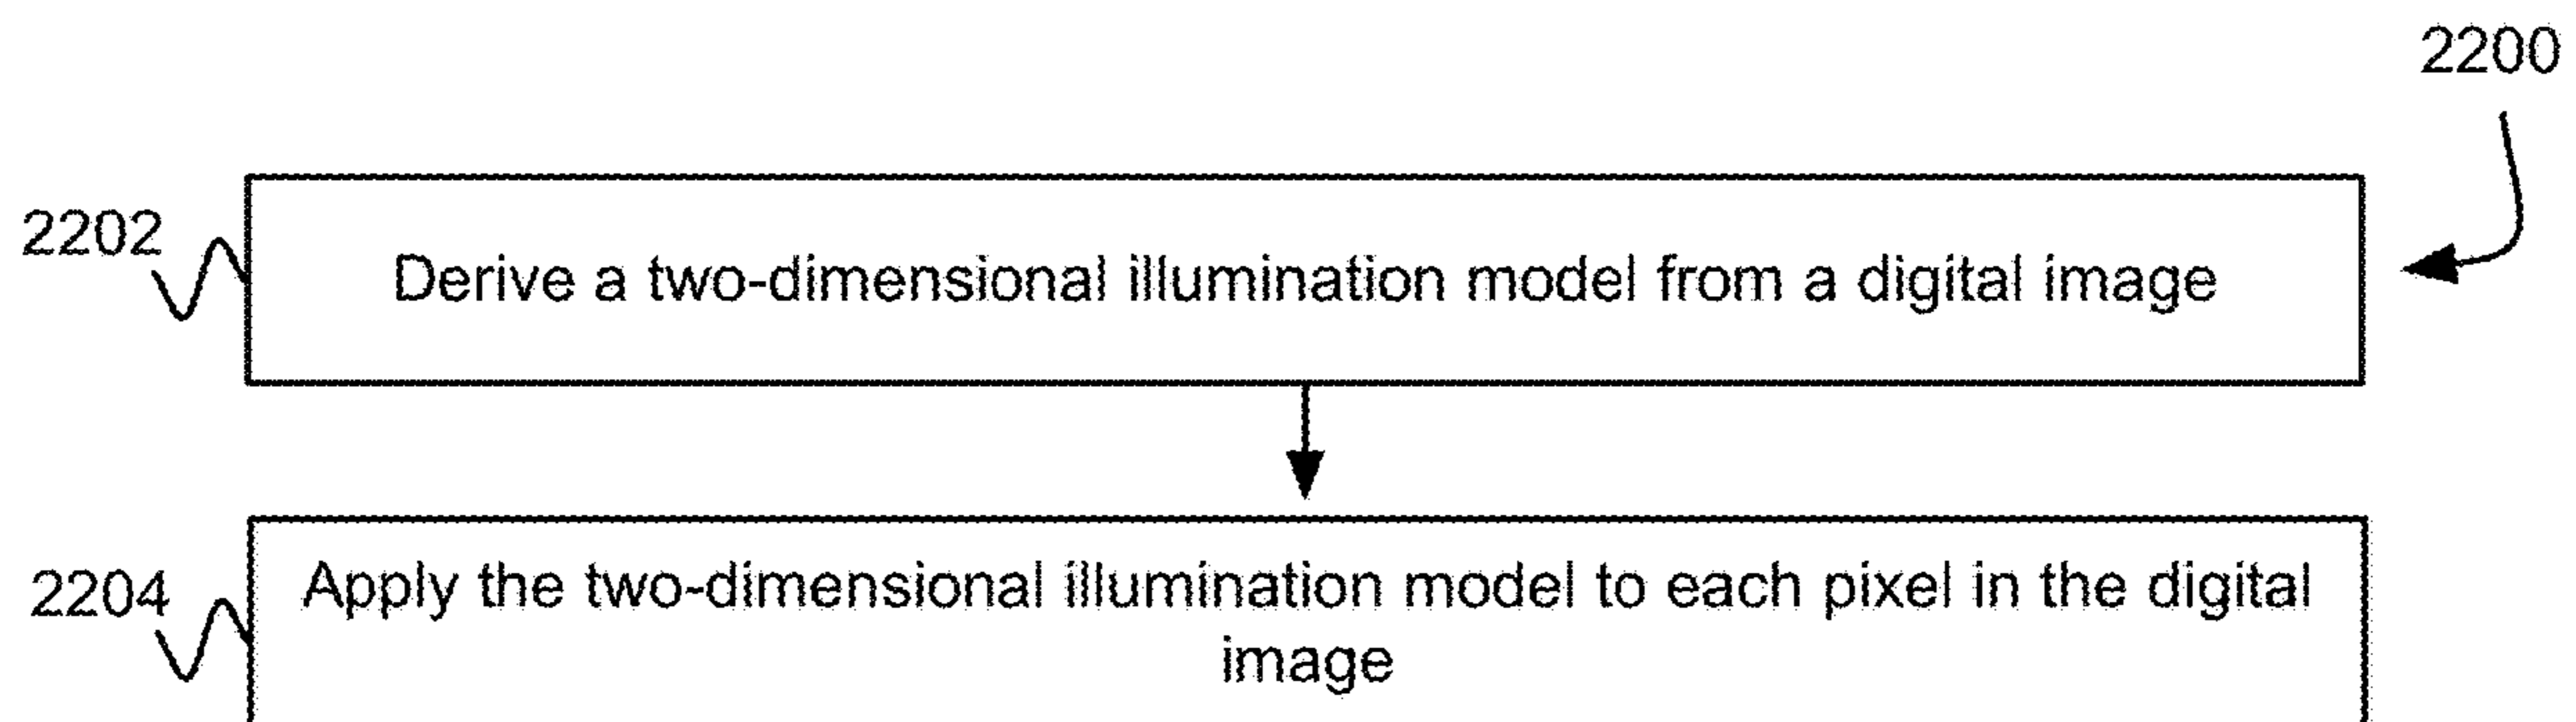 2200
2202
Derive a two-dimensional illumination model from a digital image
2204
Apply the two-dimensional illumination model to each pixel in the digital
image